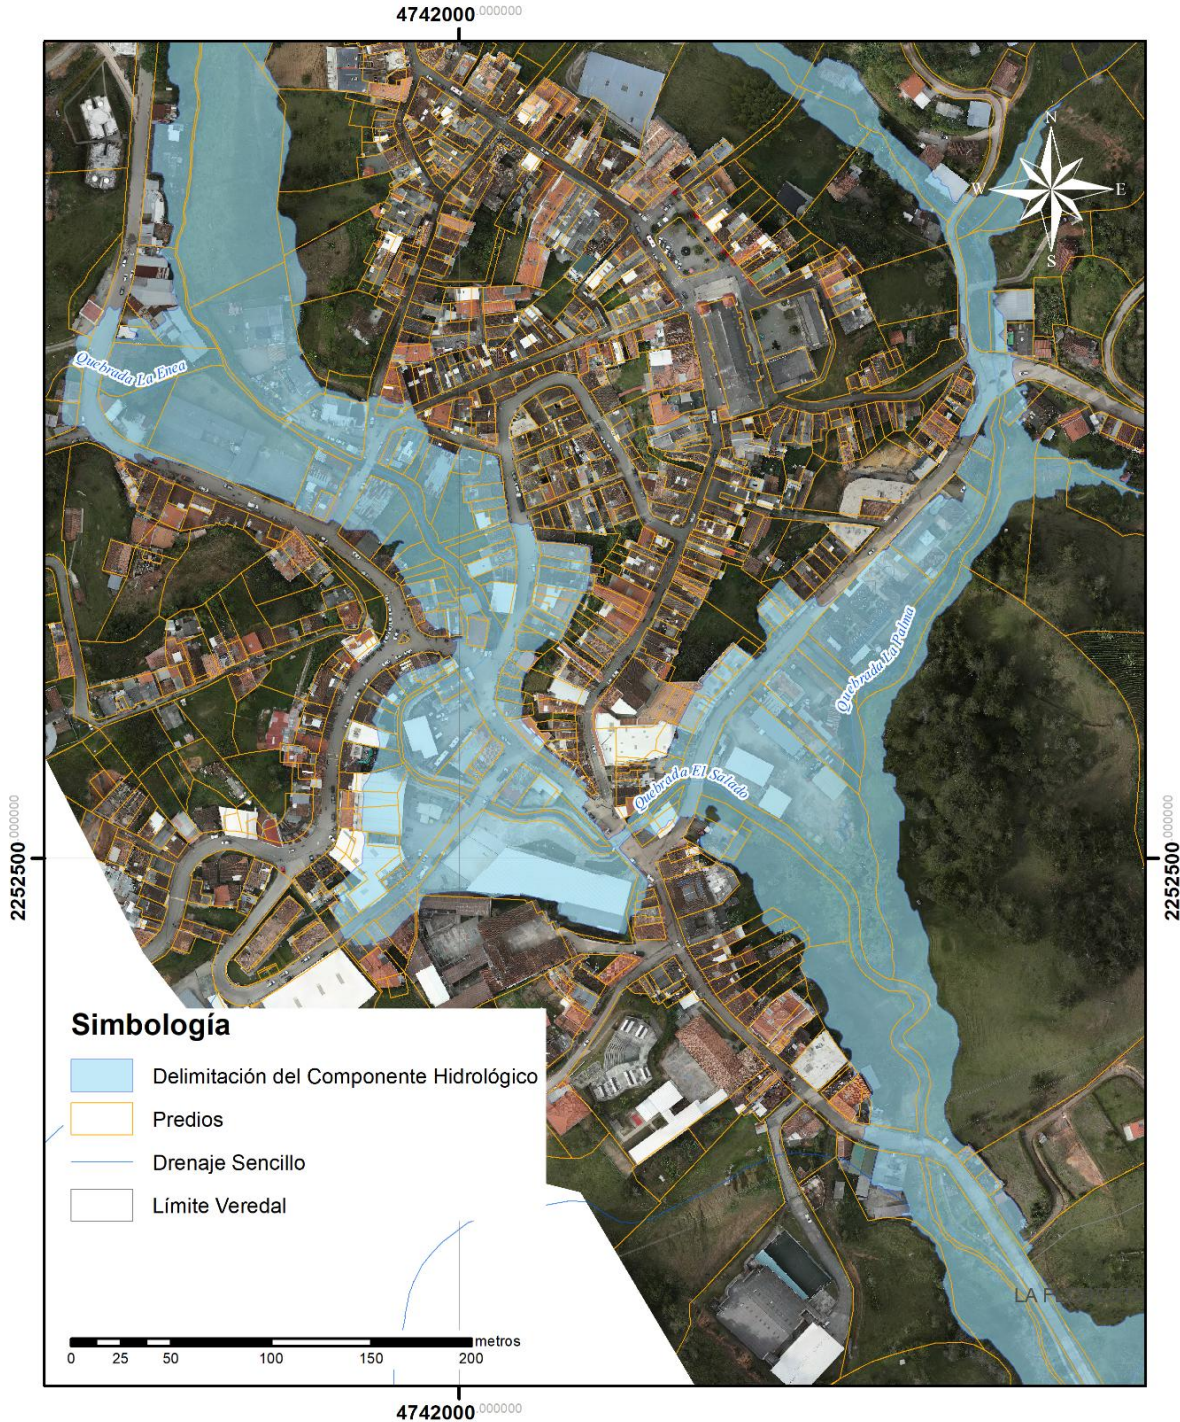 4742000.000000
N
W
E
S
Quebrada La Enea
Quebrada La Palma
Quebrada El Salado
2252500.000000
2252500.000000
Simbología
Delimitación del Componente Hidrológico
Predios
Drenaje Sencillo
Límite Veredal
LA F
metros
0 25 50 100 150 200
4742000.000000